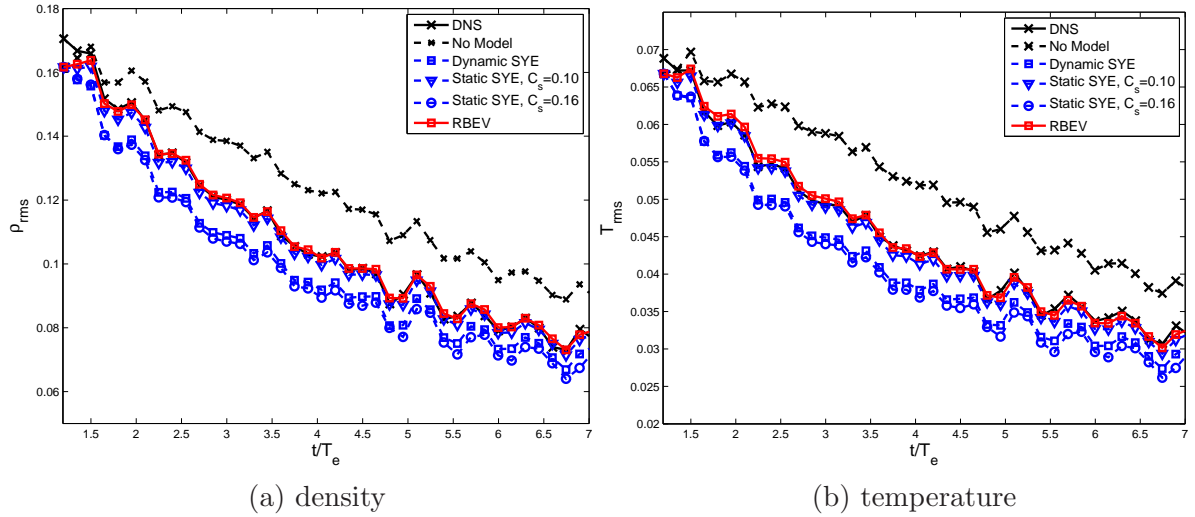 0.18
0.16
0.14
0.12
0.1
0.08
0.06
ρrms
1.5 2 2.5 3 3.5 4 4.5 5 5.5 6 6.5 7
t/T_e
DNS
No Model
Dynamic SYE
Static SYE, C_s=0.10
Static SYE, C_s=0.16
RBEV
(a) density
0.07
0.065
0.06
0.055
0.05
0.045
0.04
0.035
0.03
0.025
0.02
Trms
1.5 2 2.5 3 3.5 4 4.5 5 5.5 6 6.5 7
t/T_e
DNS
No Model
Dynamic SYE
Static SYE, C_s=0.10
Static SYE, C_s=0.16
RBEV
(b) temperature